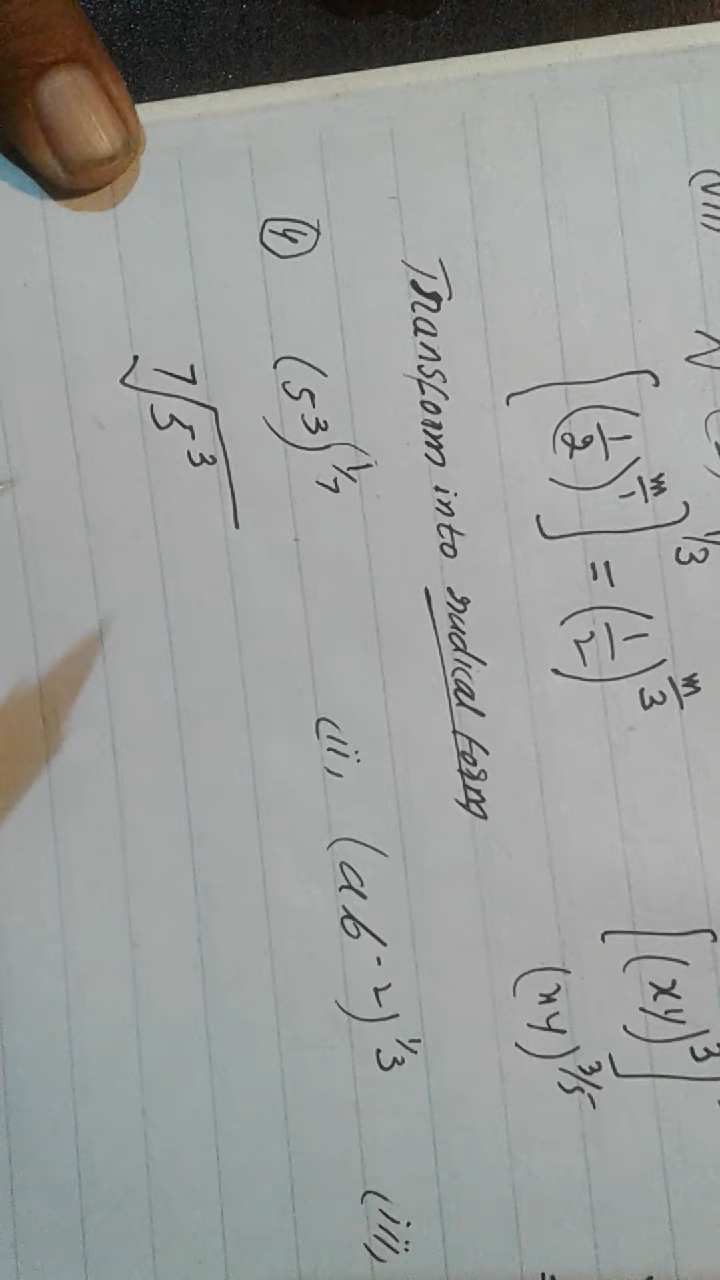 (VIII
[(1/2)^m/1]^1/3 = (1/2)^m/3
[(xy)^3]
(xy)^3/5
Transform into radical form
(4) (5^3)^1/7 (ii, (ab-2)^1/3 (iii,
7√5^3